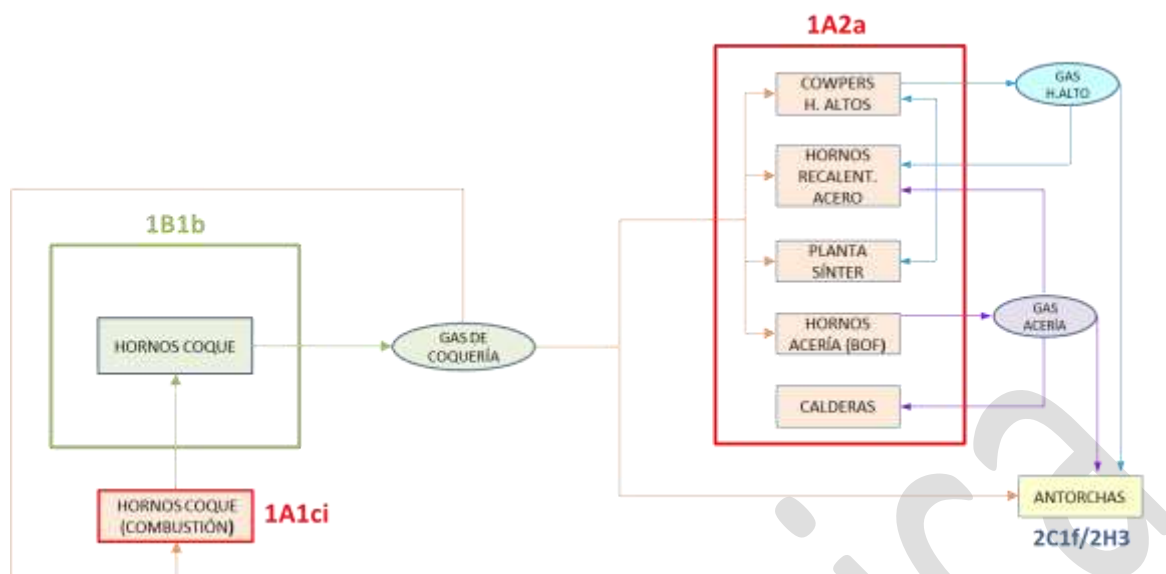 1A2a
COWPERS
H. ALTOS
GAS
H.ALTO
HORNOS
RECALENT.
ACERO
1B1b
PLANTA
SÍNTER
HORNOS COQUE
GAS DE
COQUERÍA
HORNOS
ACERÍA (BOF)
GAS
ACERÍA
CALDERAS
HORNOS COQUE
(COMBUSTIÓN)
1A1ci
ANTORCHAS
2C1f/2H3